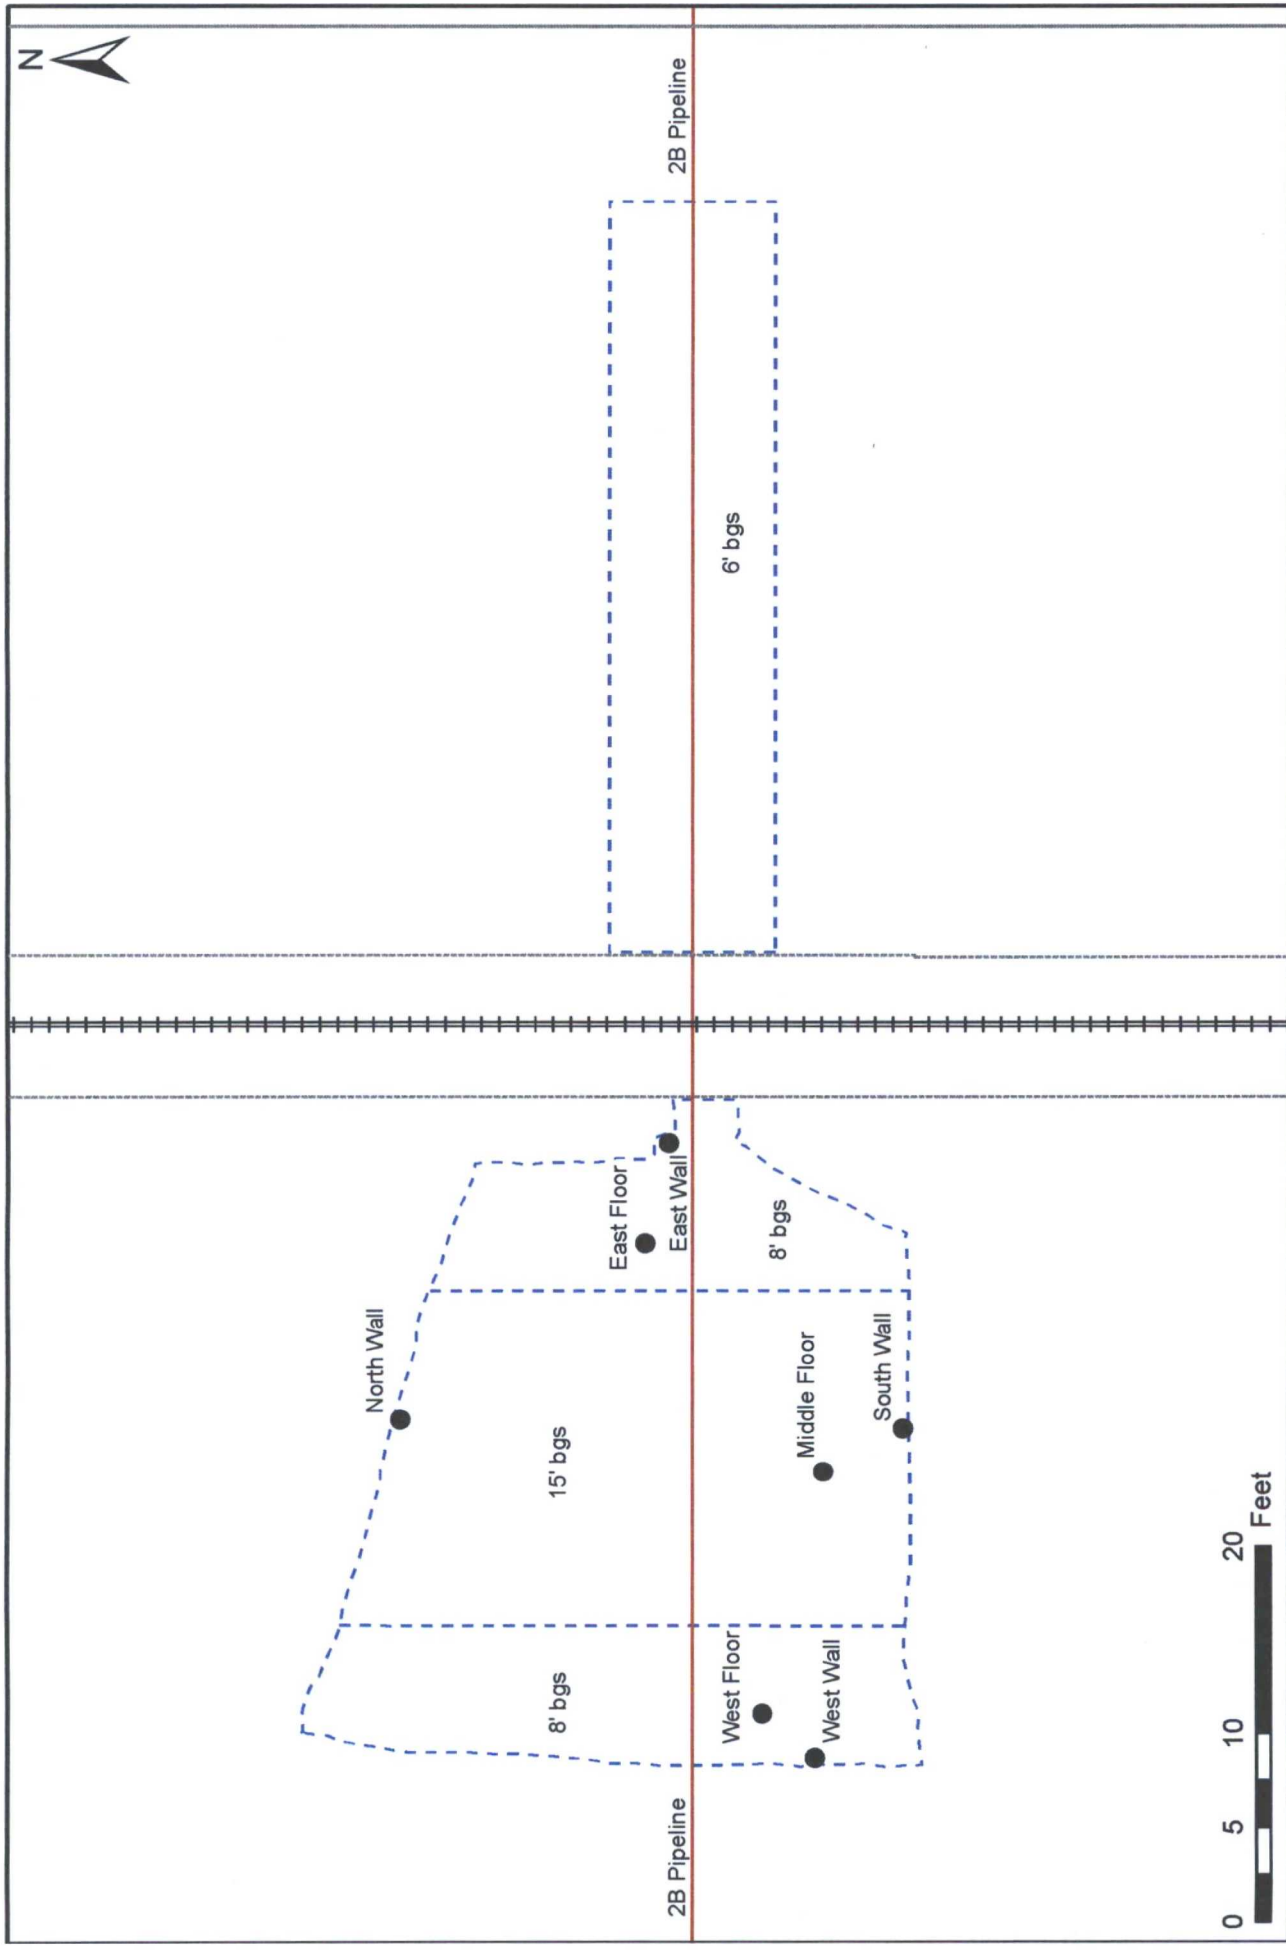 N
2B Pipeline
6' bgs
North Wall
East Floor
East Wall
8' bgs
15' bgs
Middle Floor
South Wall
8' bgs
West Floor
West Wall
2B Pipeline
0 5 10 20
Feet